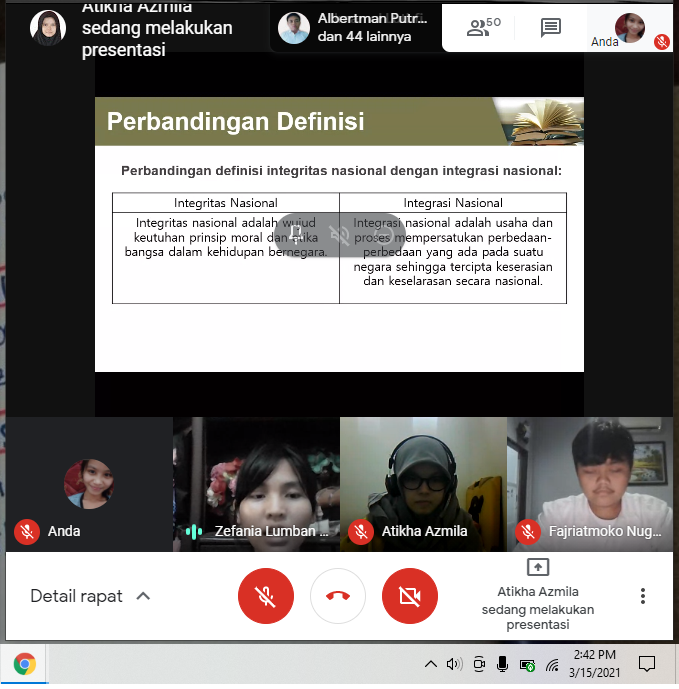 Atikha Azmila
sedang melakukan
presentasi
Albertman Putr...
dan 44 lainnya
50
Anda
Perbandingan Definisi
Perbandingan definisi integritas nasional dengan integrasi nasional:
Integritas Nasional
Integritas nasional adalah wujud
keutuhan prinsip moral dan etika
bangsa dalam kehidupan bernegara.
Integrasi Nasional
Integrasi nasional adalah usaha dan
proses mempersatukan perbedaan-
perbedaan yang ada pada suatu
negara sehingga tercipta keserasian
dan keselarasan secara nasional.
Anda
Zefania Lumban ...
Atikha Azmila
Fajriatmoko Nug...
Detail rapat
Atikha Azmila
sedang melakukan
presentasi
2:42 PM
3/15/2021